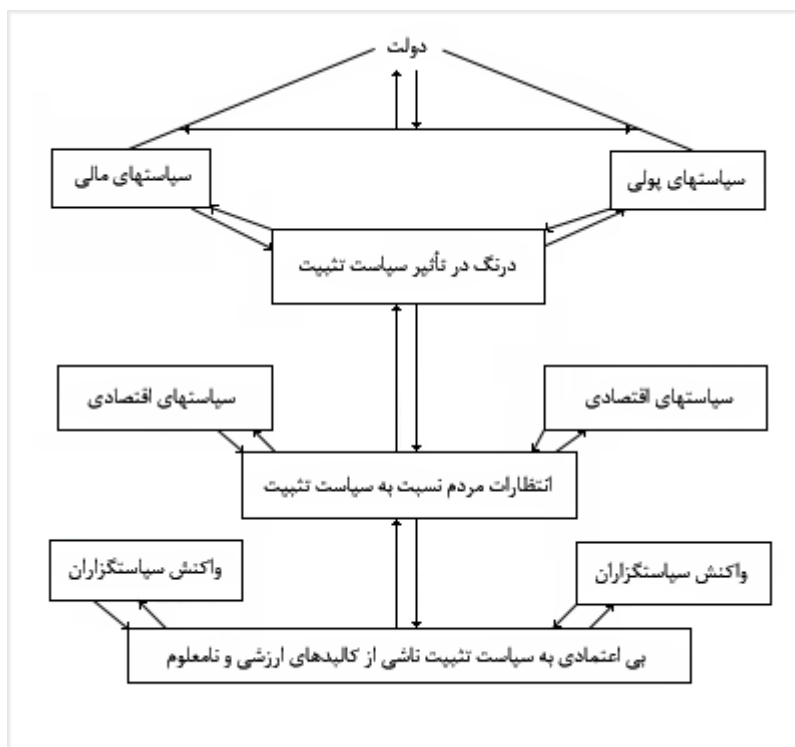 دولت
سیاستهای پولی
سیاستهای مالی
درنگ در تأثیر سیاست تثبیت
سیاستهای اقتصادی
سیاستهای اقتصادی
انتظارات مردم نسبت به سیاست تثبیت
واکنش سیاستگزاران
واکنش سیاستگزاران
بی اعتمادی به سیاست تثبیت ناشی از کالبدهای ارزشی و نامعلوم